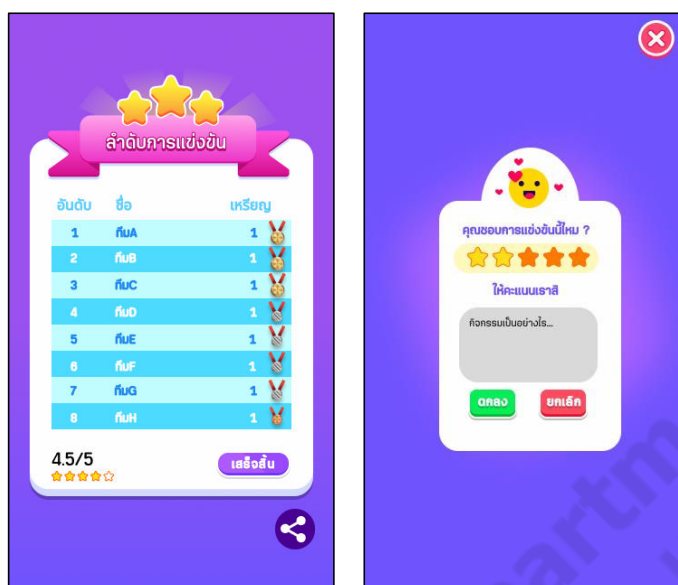 ลำดับการแข่งขัน
อันดับ ชื่อ เหรียญ
1 ทีมA 1
2 ทีมB 1
3 ทีมC 1
4 ทีมD 1
5 ทีมE 1
6 ทีมF 1
7 ทีมG 1
8 ทีมH 1
4.5/5
เสร็จสิ้น
คุณชอบการแข่งขันนี้ไหม ?
ให้คะแนนเราสิ
กิจกรรมเป็นอย่างไร...
ตกลง ยกเลิก